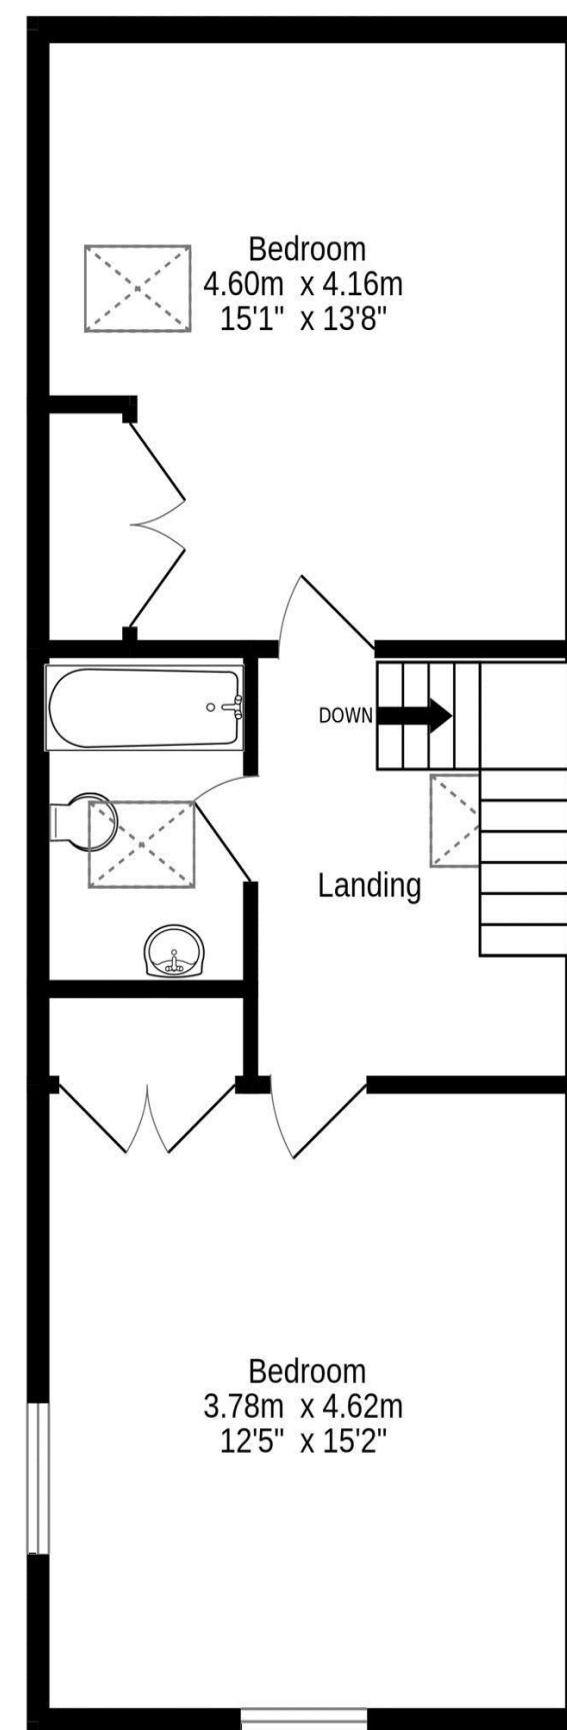 Bedroom
4.60m x 4.16m
15'1" x 13'8"
DOWN
Landing
Bedroom
3.78m x 4.62m
12'5" x 15'2"